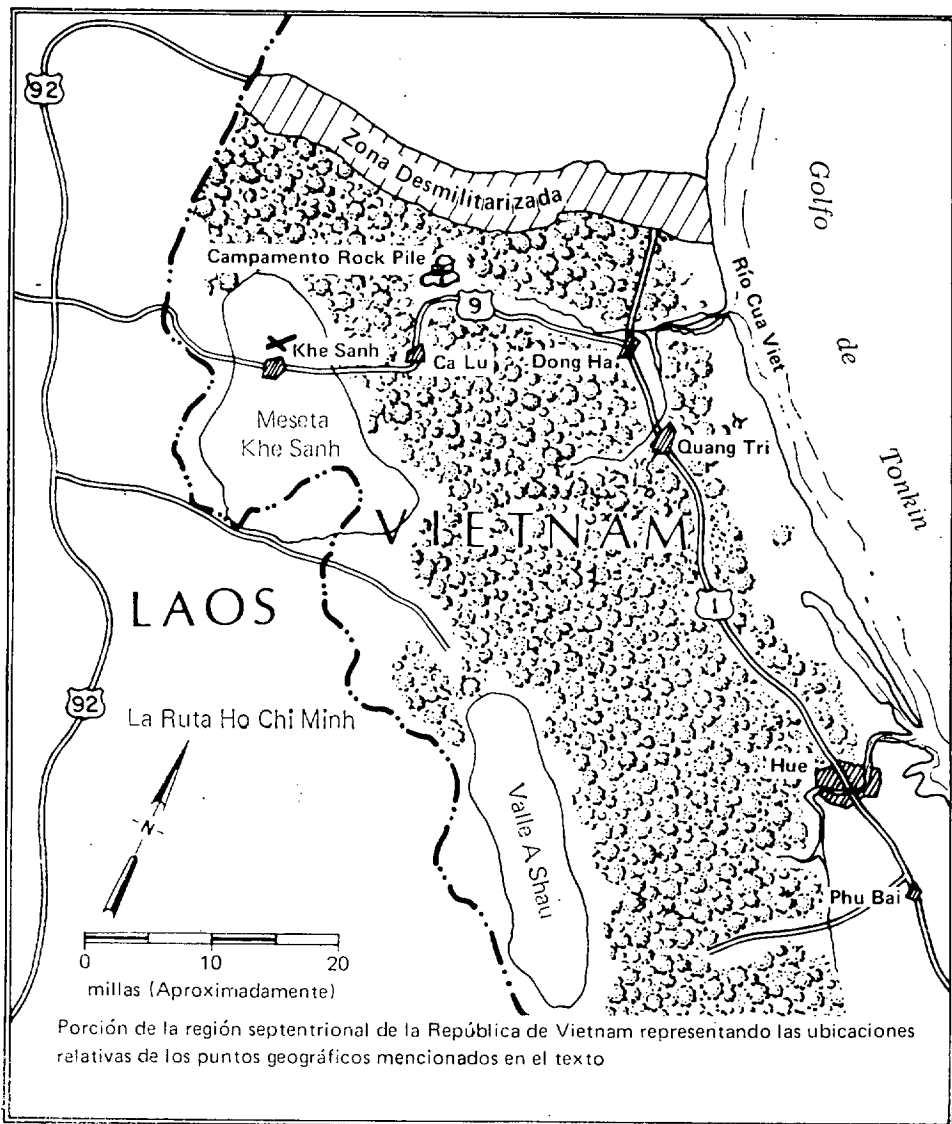 92
Zona Desmilitarizada
Golfo
de
Tonkin
Campamento Rock Pile
Río Cua Viet
9
Khe Sanh
Ca Lu
Dong Ha
Meseta
Khe Sanh
Quang Tri
VIETNAM
LAOS
1
92
La Ruta Ho Chi Minh
N
Valle A Shau
Hue
Phu Bai
0 10 20
millas (Aproximadamente)
Porción de la región septentrional de la República de Vietnam representando las ubicaciones
relativas de los puntos geográficos mencionados en el texto